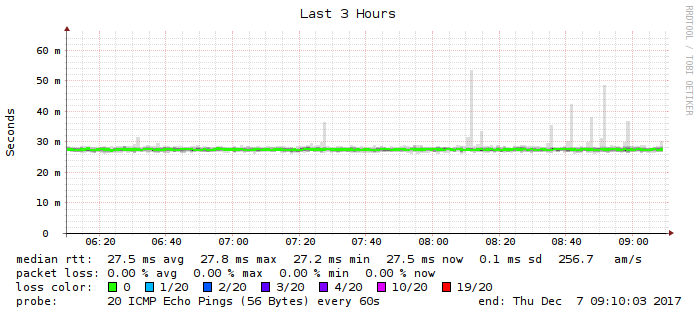 Last 3 Hours
RRDTOOL / TOBI OETIKER
Seconds
60 m
50 m
40 m
30 m
20 m
10 m
0
06:20 06:40 07:00 07:20 07:40 08:00 08:20 08:40 09:00
median rtt: 27.5 ms avg 27.8 ms max 27.2 ms min 27.5 ms now 0.1 ms sd 256.7 am/s
packet loss: 0.00 % avg 0.00 % max 0.00 % min 0.00 % now
loss color: 0 1/20 2/20 3/20 4/20 10/20 19/20
probe: 20 ICMP Echo Pings (56 Bytes) every 60s end: Thu Dec 7 09:10:03 2017